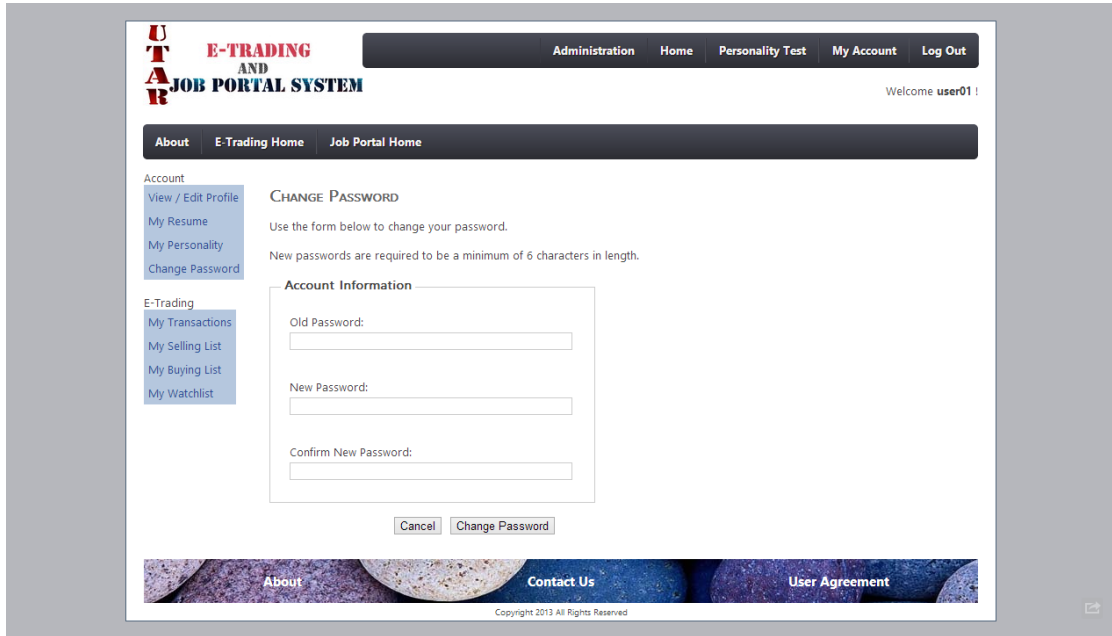 UTAR
E-TRADING
AND
JOB PORTAL SYSTEM
Administration Home Personality Test My Account Log Out
Welcome user01 !
About E-Trading Home Job Portal Home
Account
View / Edit Profile
My Resume
My Personality
Change Password
E-Trading
My Transactions
My Selling List
My Buying List
My Watchlist
CHANGE PASSWORD
Use the form below to change your password.
New passwords are required to be a minimum of 6 characters in length.
Account Information
Old Password:
New Password:
Confirm New Password:
Cancel Change Password
About Contact Us User Agreement
Copyright 2013 All Rights Reserved